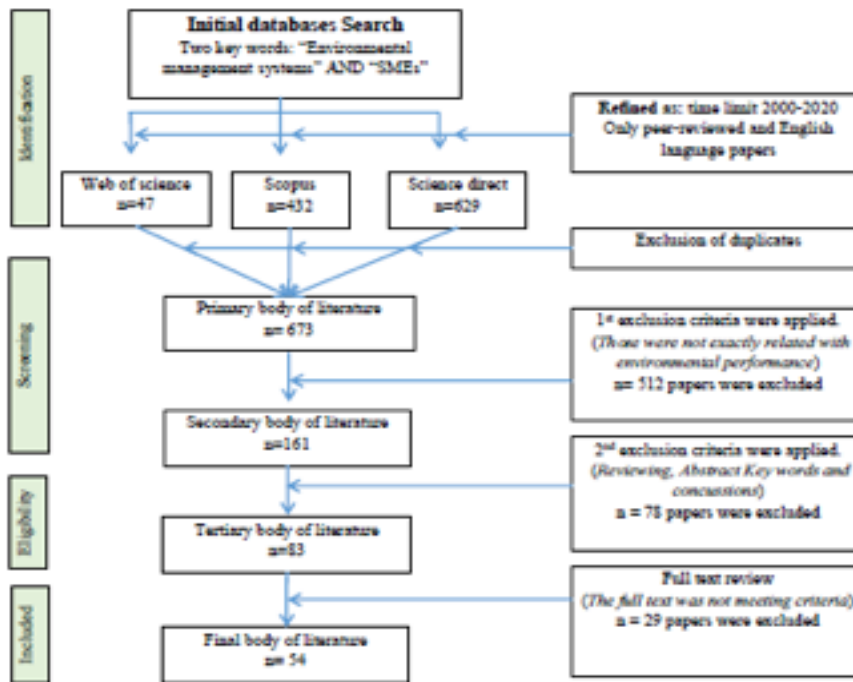 Identification
Initial databases Search
Two key words: “Environmental
management systems” AND “SMEs”
Refined as: time limit 2000-2020
Only peer-reviewed and English
language papers
Web of science
n=47
Scopus
n=432
Science direct
n=629
Exclusion of duplicates
Screening
Primary body of literature
n= 673
1st exclusion criteria were applied.
(Those were not exactly related with
environmental performance)
n= 512 papers were excluded
Secondary body of literature
n=161
2nd exclusion criteria were applied.
(Reviewing, Abstract Key words and
concussions)
n = 78 papers were excluded
Eligibility
Tertiary body of literature
n=83
Full text review
(The full text was not meeting criteria)
n = 29 papers were excluded
Included
Final body of literature
n= 54